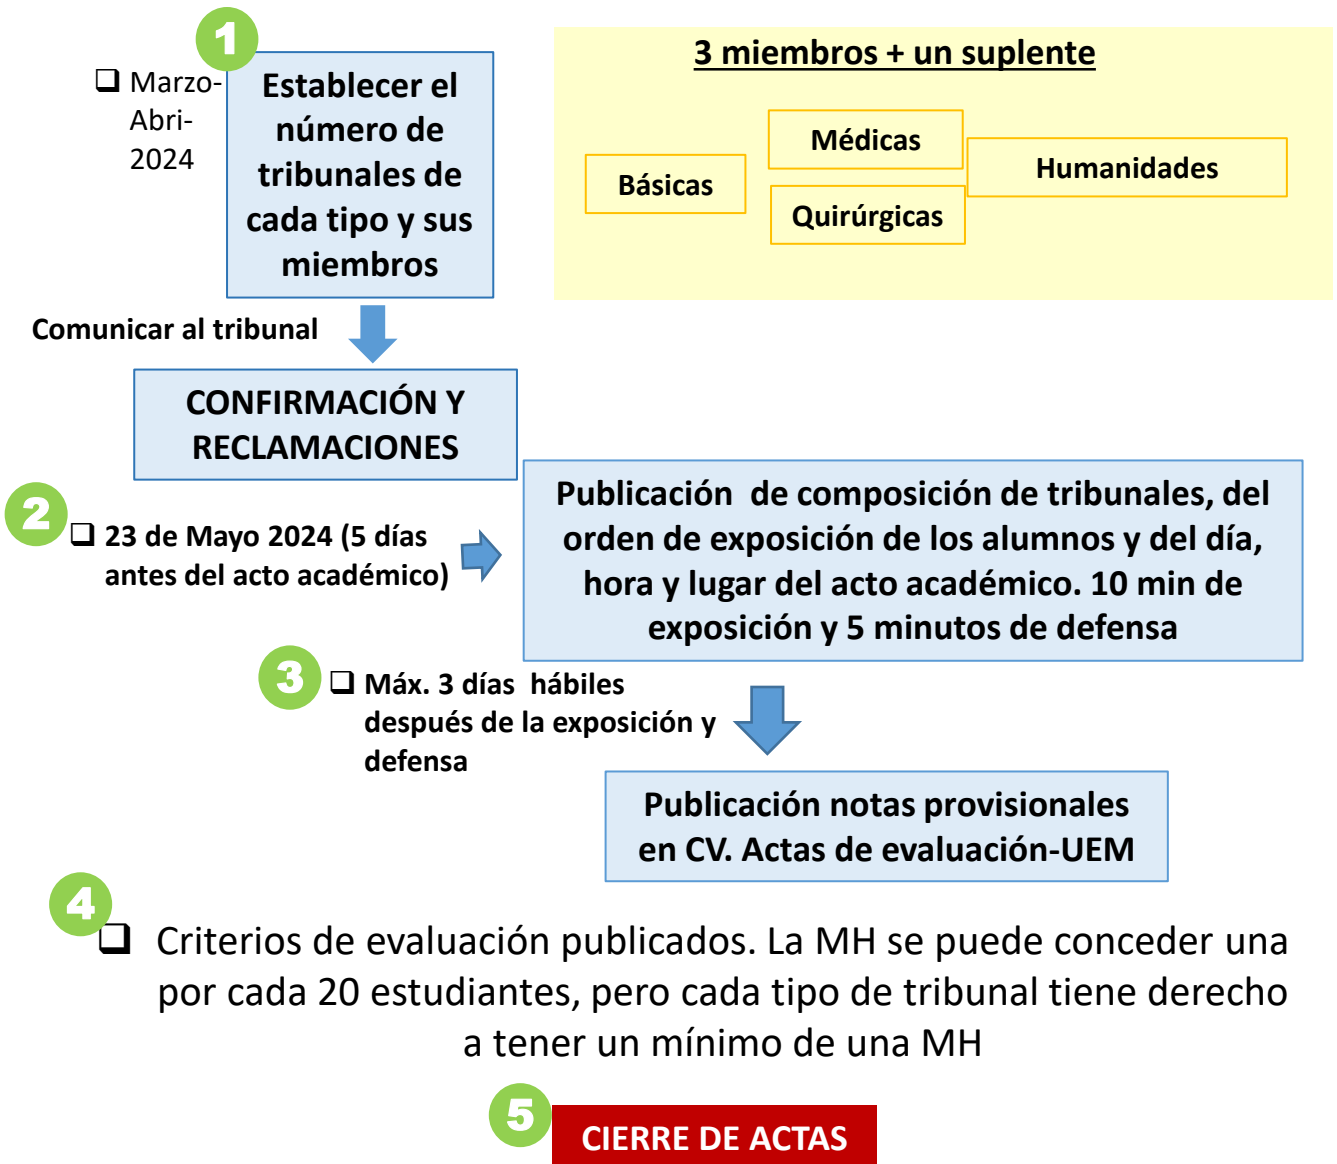 1
❑ Marzo-
Abri-
2024
Establecer el
número de
tribunales de
cada tipo y sus
miembros
3 miembros + un suplente
Básicas
Médicas
Quirúrgicas
Humanidades
Comunicar al tribunal
CONFIRMACIÓN Y
RECLAMACIONES
2
❑ 23 de Mayo 2024 (5 días
antes del acto académico)
Publicación de composición de tribunales, del
orden de exposición de los alumnos y del día,
hora y lugar del acto académico. 10 min de
exposición y 5 minutos de defensa
3
❑ Máx. 3 días hábiles
después de la exposición y
defensa
Publicación notas provisionales
en CV. Actas de evaluación-UEM
4
❑ Criterios de evaluación publicados. La MH se puede conceder una
por cada 20 estudiantes, pero cada tipo de tribunal tiene derecho
a tener un mínimo de una MH
5
CIERRE DE ACTAS